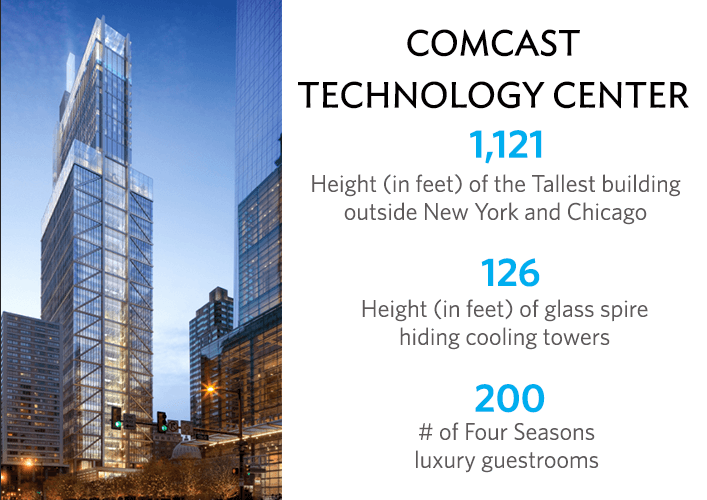 COMCAST
TECHNOLOGY CENTER
1,121
Height (in feet) of the Tallest building
outside New York and Chicago
126
Height (in feet) of glass spire
hiding cooling towers
200
# of Four Seasons
luxury guestrooms